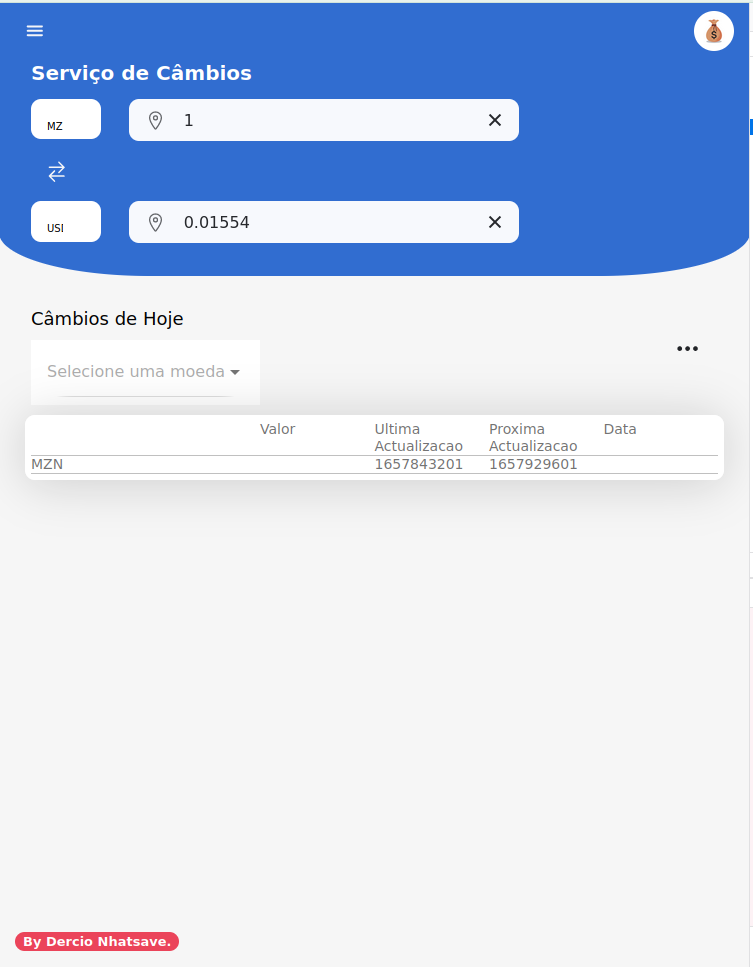 Serviço de Câmbios
MZ
1
USI
0.01554
Câmbios de Hoje
Selecione uma moeda
Valor Ultima Actualizacao Proxima Actualizacao Data
MZN 1657843201 1657929601
By Dercio Nhatsave.